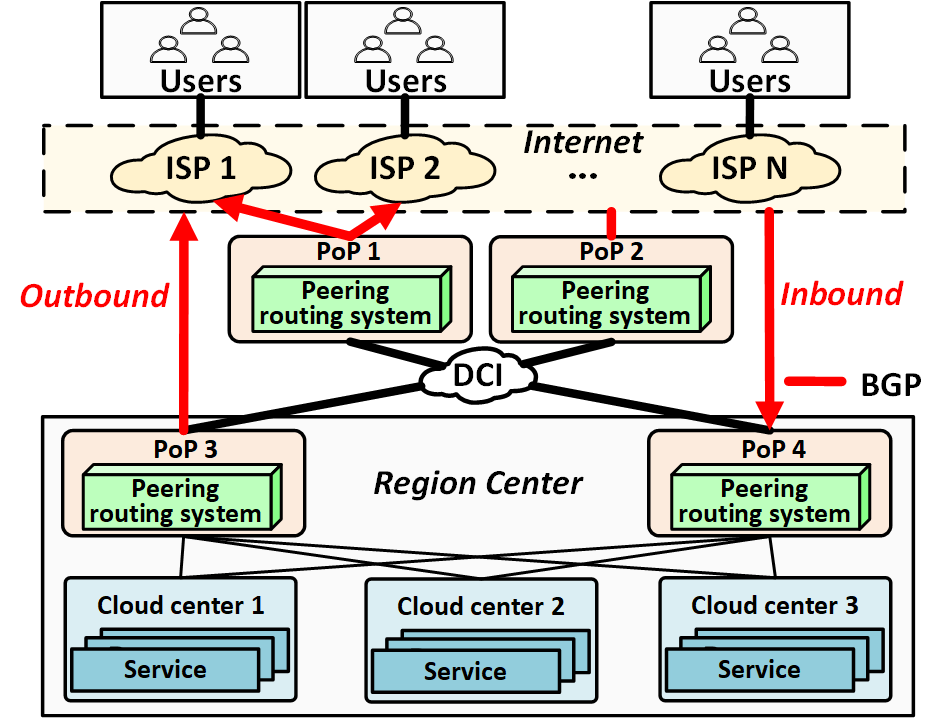 Users
Users
Users
Internet
ISP 1
ISP 2
...
ISP N
PoP 1
Peering
routing system
PoP 2
Peering
routing system
Outbound
Inbound
DCI
BGP
PoP 3
Peering
routing system
Region Center
PoP 4
Peering
routing system
Cloud center 1
Service
Cloud center 2
Service
Cloud center 3
Service